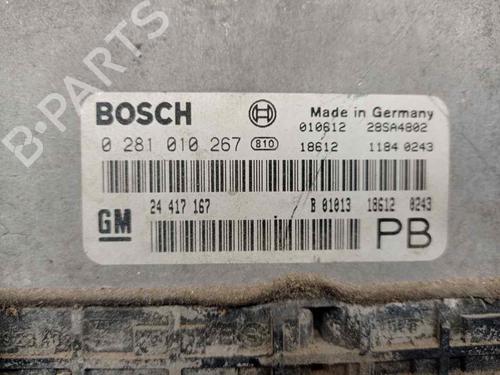 B-PARTS
BOSCH Made in Germany
0 281 010 267 810 010612 28SA4802
18612 1184 0243
GM 24 417 167 B 01013 18612 0243
PB